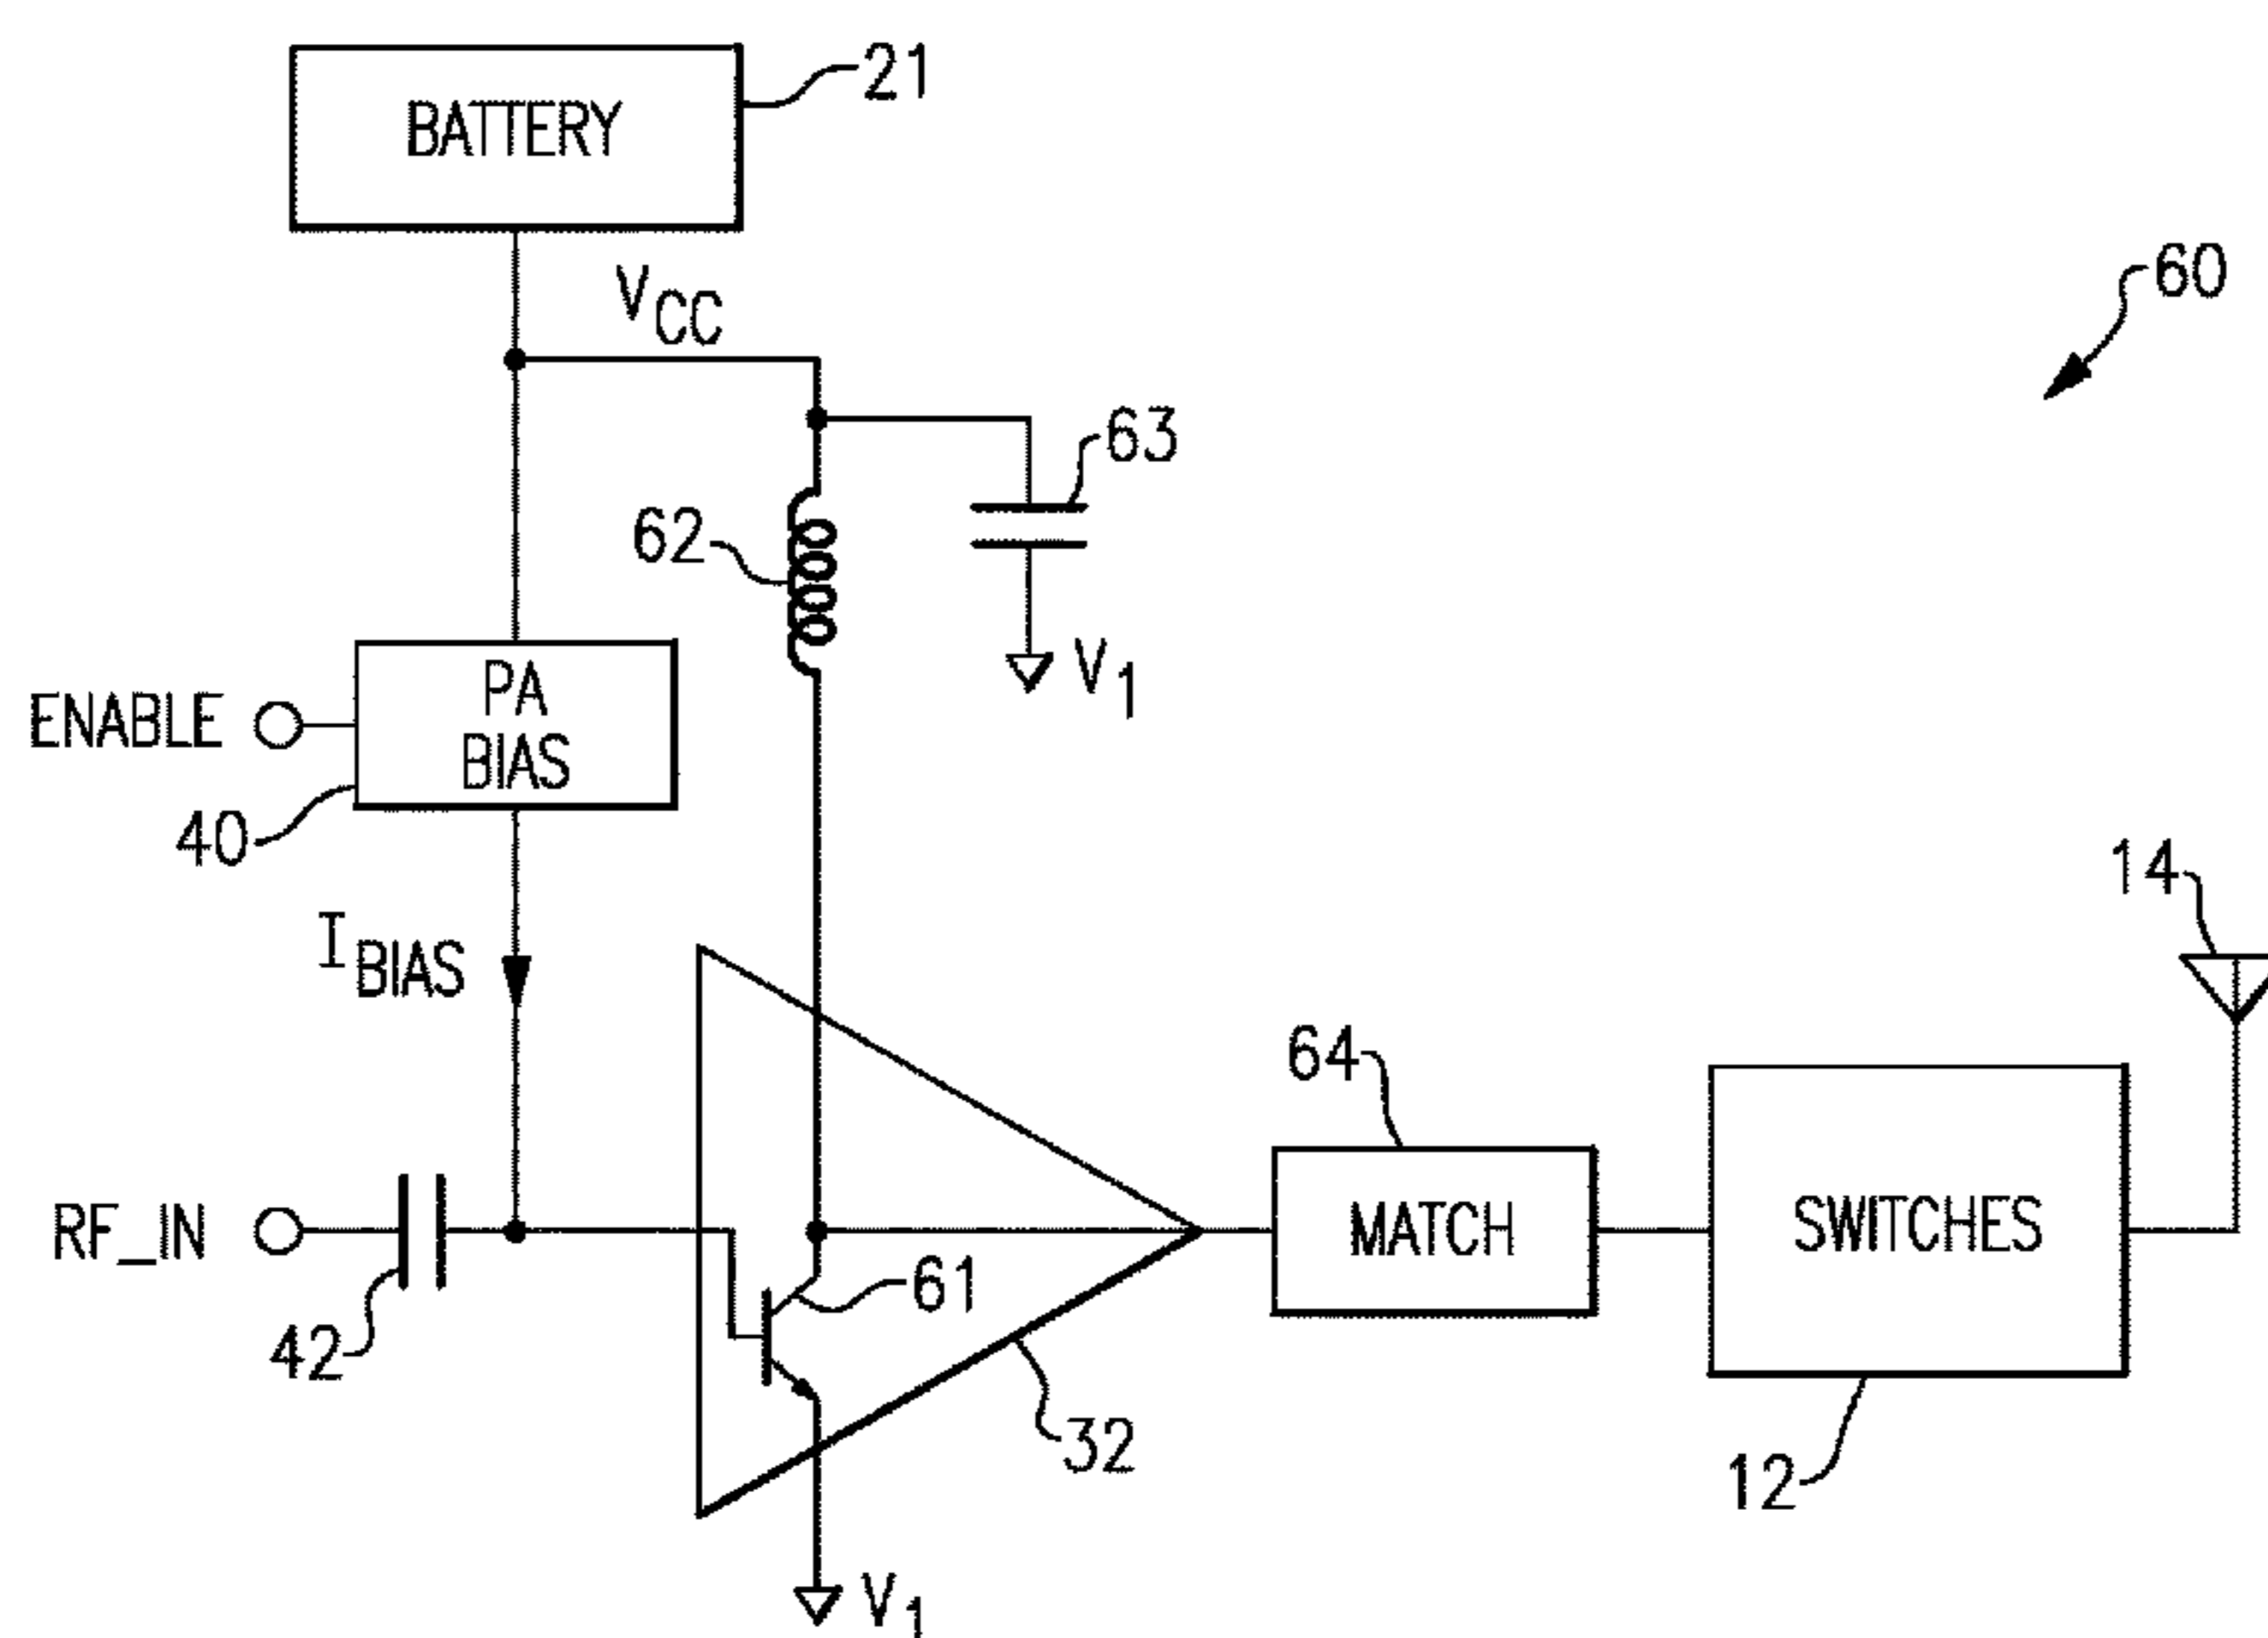 BATTERY
21
VCC
60
63
62
V1
ENABLE
PA
BIAS
40
14
IBIAS
64
RF_IN
MATCH
SWITCHES
61
42
32
12
V1